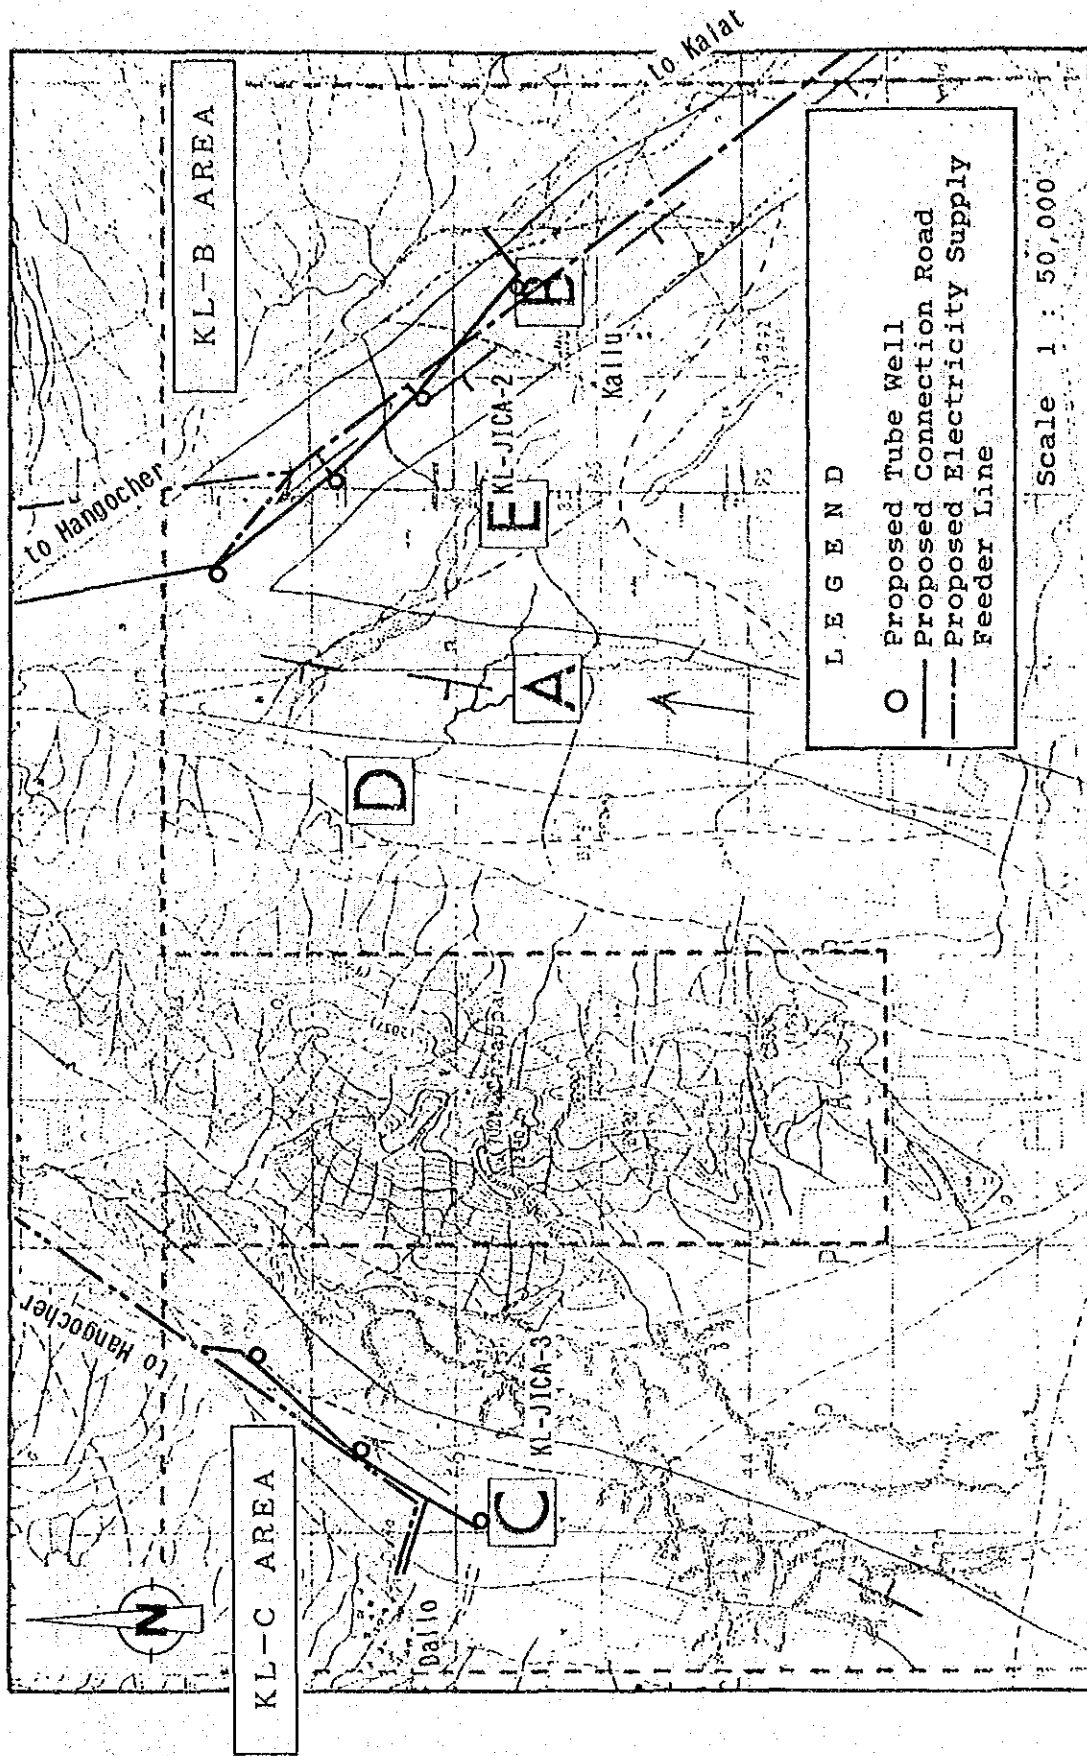 to Kalat
KL-B AREA
to Hangocher
B
Kallu
KL-JICA-2
E
A
D
LEGEND
Proposed Tube Well
Proposed Connection Road
Proposed Electricity Supply
Feeder Line
Scale 1 : 50,000
to Hangocher
KL-C AREA
KL-JICA-3
C
Dallo
N
44